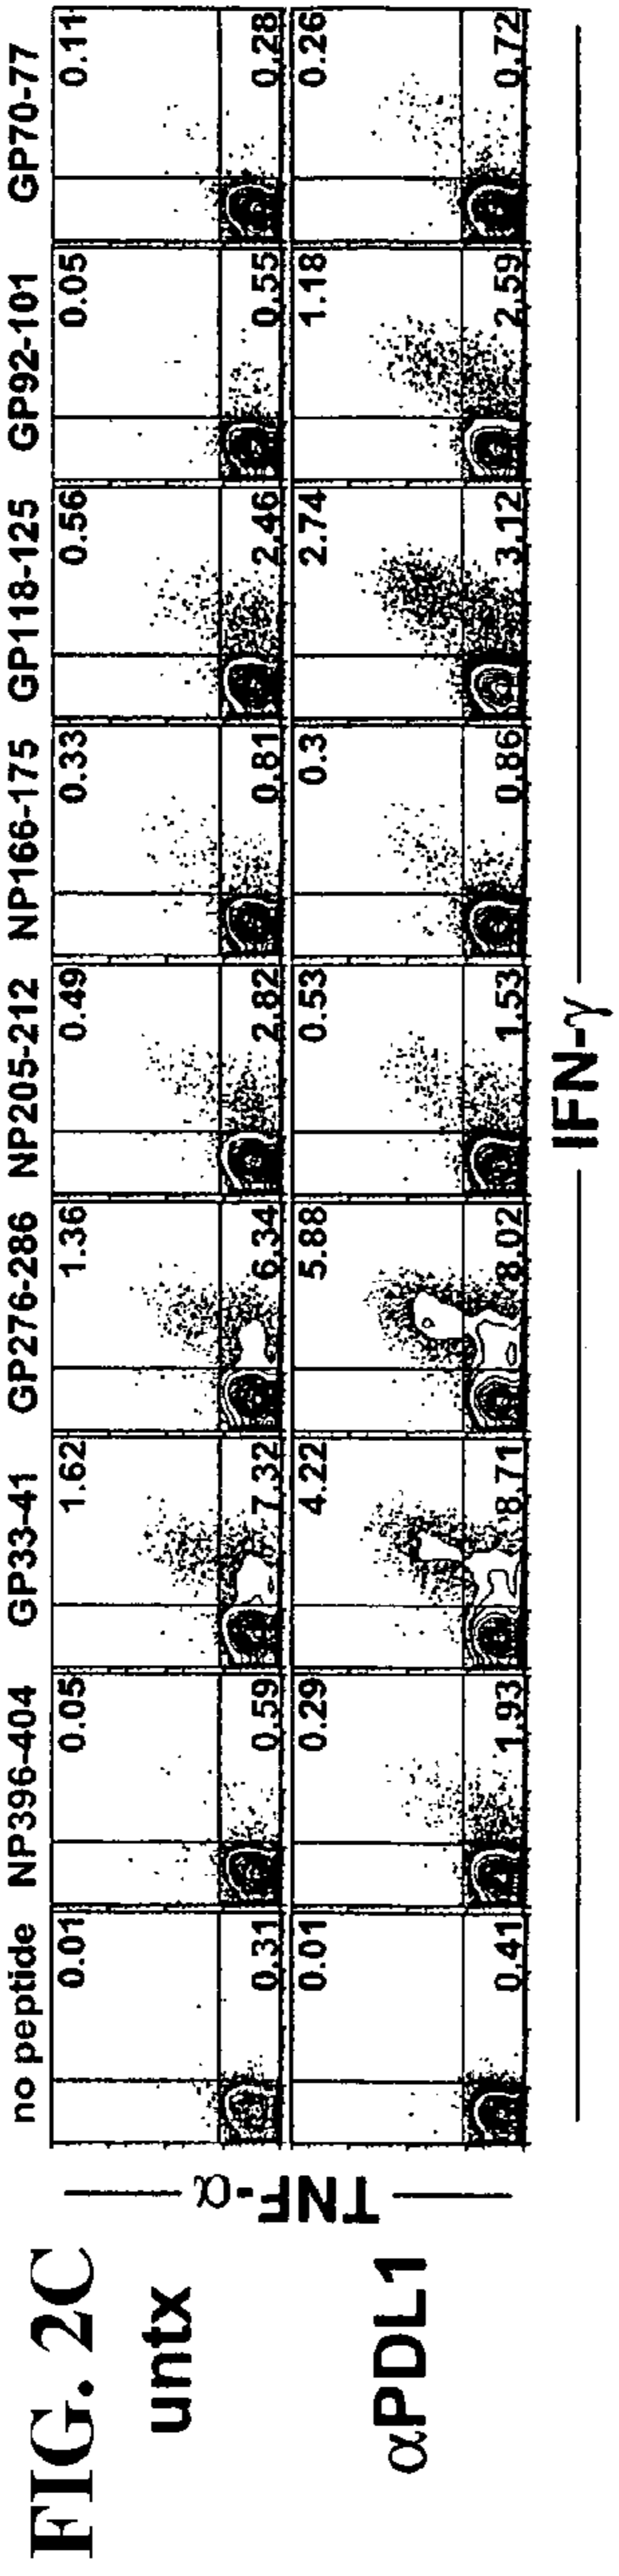 FIG. 2C
no peptide NP396-404 GP33-41 GP276-286 NP205-212 NP166-175 GP118-125 GP92-101 GP70-77
untx
0.01 0.05 1.62 1.36 0.49 0.33 0.56 0.05 0.11
0.31 0.59 7.32 6.34 2.82 0.81 2.46 0.55 0.28
TNF-α
αPDL1
0.01 0.29 4.22 5.88 0.53 0.3 2.74 1.18 0.26
0.41 1.93 8.71 8.02 1.53 0.86 3.12 2.59 0.72
IFN-γ